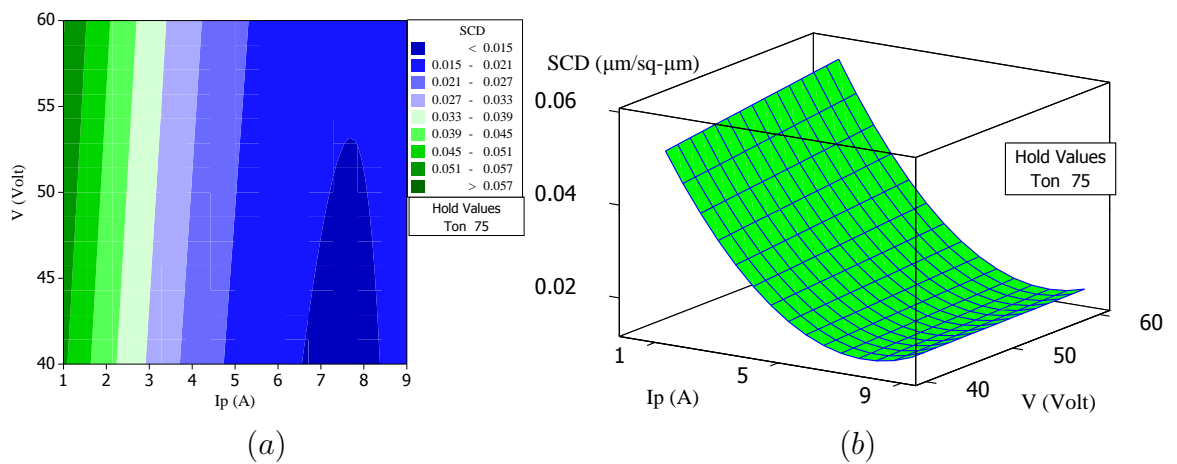 60
55
50
45
40
V (Volt)
1 2 3 4 5 6 7 8 9
Ip (A)
SCD
< 0.015
0.015 - 0.021
0.021 - 0.027
0.027 - 0.033
0.033 - 0.039
0.039 - 0.045
0.045 - 0.051
0.051 - 0.057
> 0.057
Hold Values
Ton 75
(a)
SCD (μm/sq-μm)
0.06
0.04
0.02
1
5
9
Ip (A)
40
50
60
V (Volt)
Hold Values
Ton 75
(b)